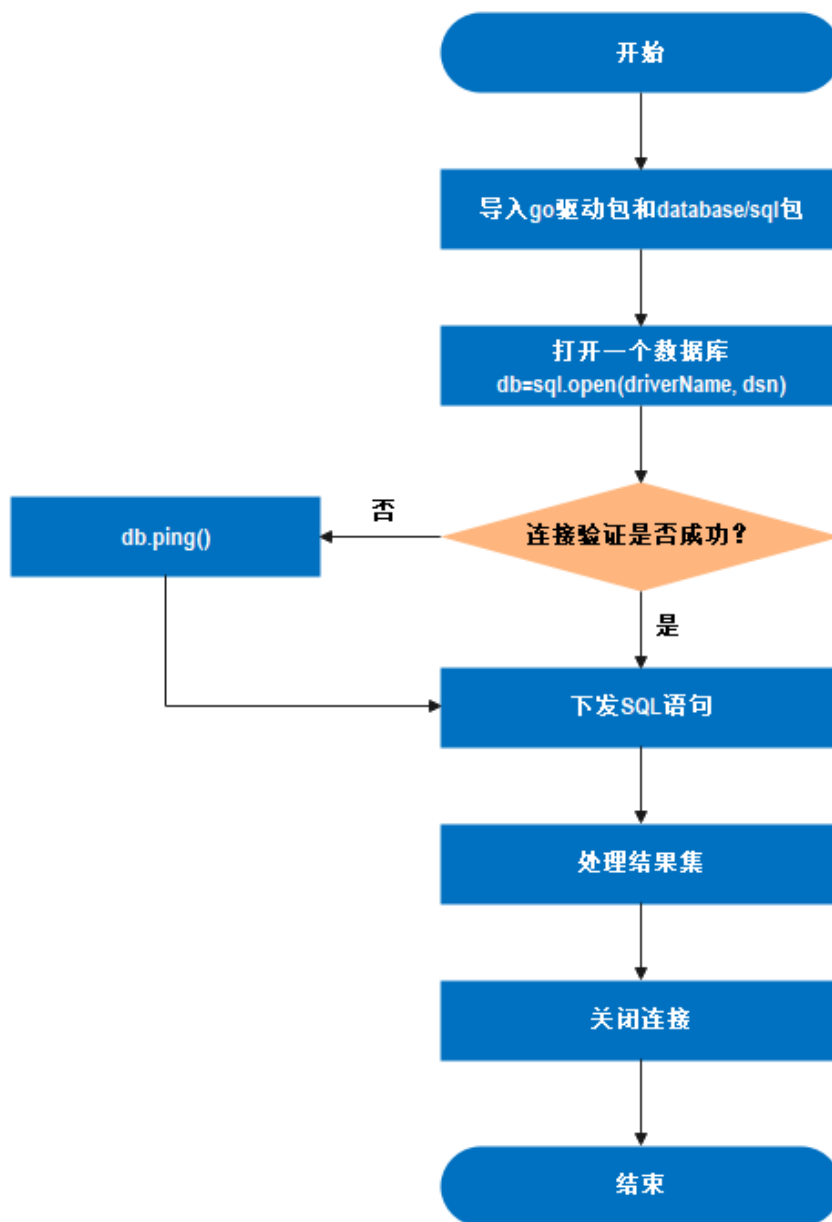 开始
导入go驱动包和database/sql包
打开一个数据库
db=sql.open(driverName, dsn)
连接验证是否成功？
否
db.ping()
是
下发SQL语句
处理结果集
关闭连接
结束